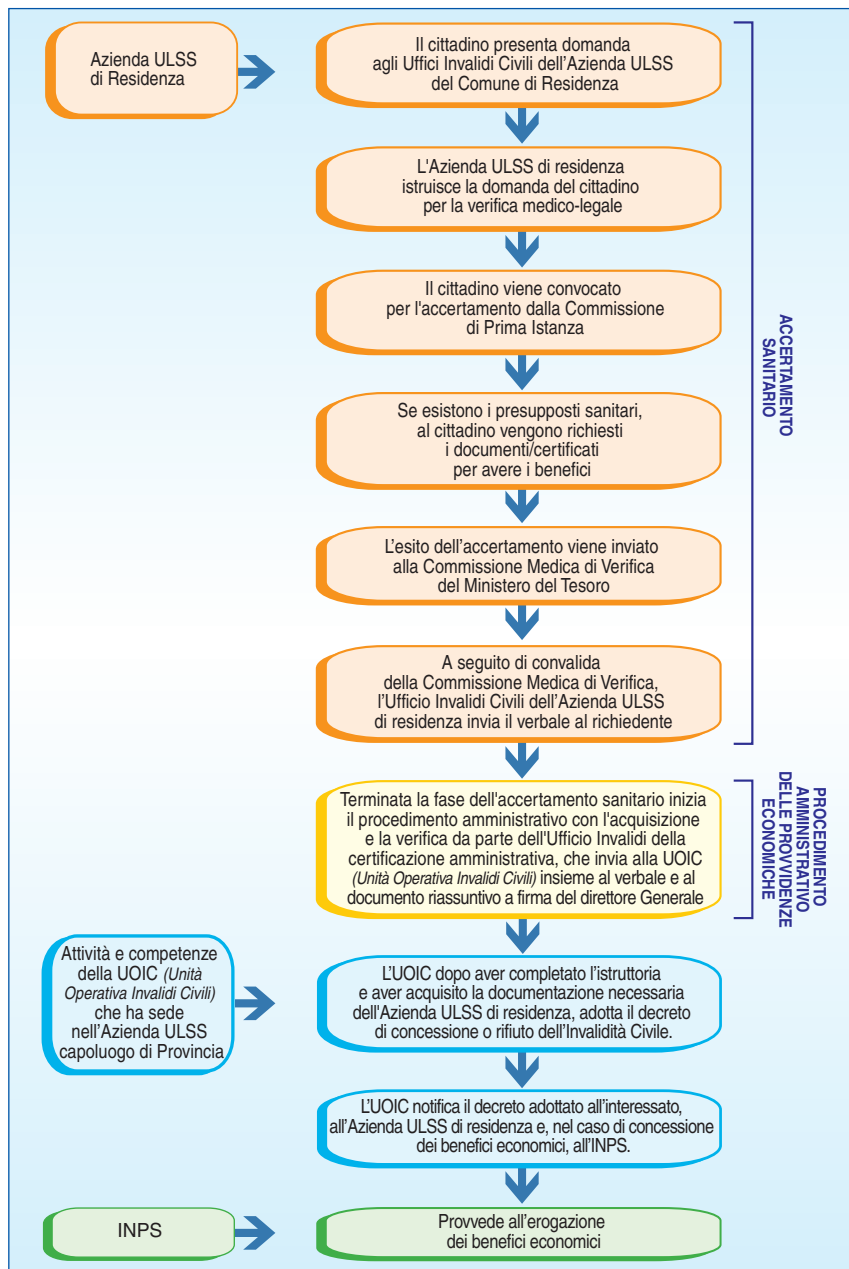 Azienda ULSS
di Residenza
Il cittadino presenta domanda
agli Uffici Invalidi Civili dell’Azienda ULSS
del Comune di Residenza
L'Azienda ULSS di residenza
istruisce la domanda del cittadino
per la verifica medico-legale
Il cittadino viene convocato
per l'accertamento dalla Commissione
di Prima Istanza
Se esistono i presupposti sanitari,
al cittadino vengono richiesti
i documenti/certificati
per avere i benefici
L’esito dell’accertamento viene inviato
alla Commissione Medica di Verifica
del Ministero del Tesoro
A seguito di convalida
della Commissione Medica di Verifica,
l’Ufficio Invalidi Civili dell’Azienda ULSS
di residenza invia il verbale al richiedente
ACCERTAMENTO
SANITARIO
Terminata la fase dell'accertamento sanitario inizia
il procedimento amministrativo con l'acquisizione
e la verifica da parte dell'Ufficio Invalidi della
certificazione amministrativa, che invia alla UOIC
(Unità Operativa Invalidi Civili) insieme al verbale e al
documento riassuntivo a firma del direttore Generale
PROCEDIMENTO
AMMINISTRATIVO
DELLE PROVVIDENZE
ECONOMICHE
Attività e competenze
della UOIC (Unità
Operativa Invalidi Civili)
che ha sede
nell’Azienda ULSS
capoluogo di Provincia
L’UOIC dopo aver completato l’istruttoria
e aver acquisito la documentazione necessaria
dell'Azienda ULSS di residenza, adotta il decreto
di concessione o rifiuto dell’Invalidità Civile.
L’UOIC notifica il decreto adottato all’interessato,
all’Azienda ULSS di residenza e, nel caso di concessione
dei benefici economici, all’INPS.
INPS
Provvede all’erogazione
dei benefici economici